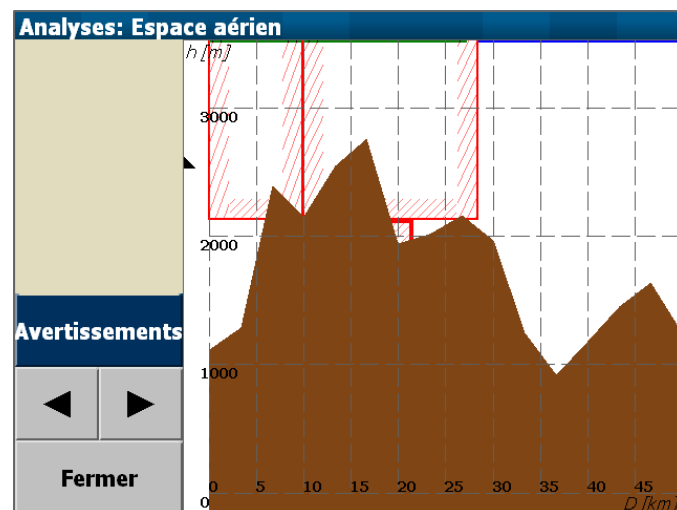 Analyses: Espace aérien
h [m]
3000
2000
1000
0
0 5 10 15 20 25 30 35 40 45
D [km]
Avertissements
Fermer